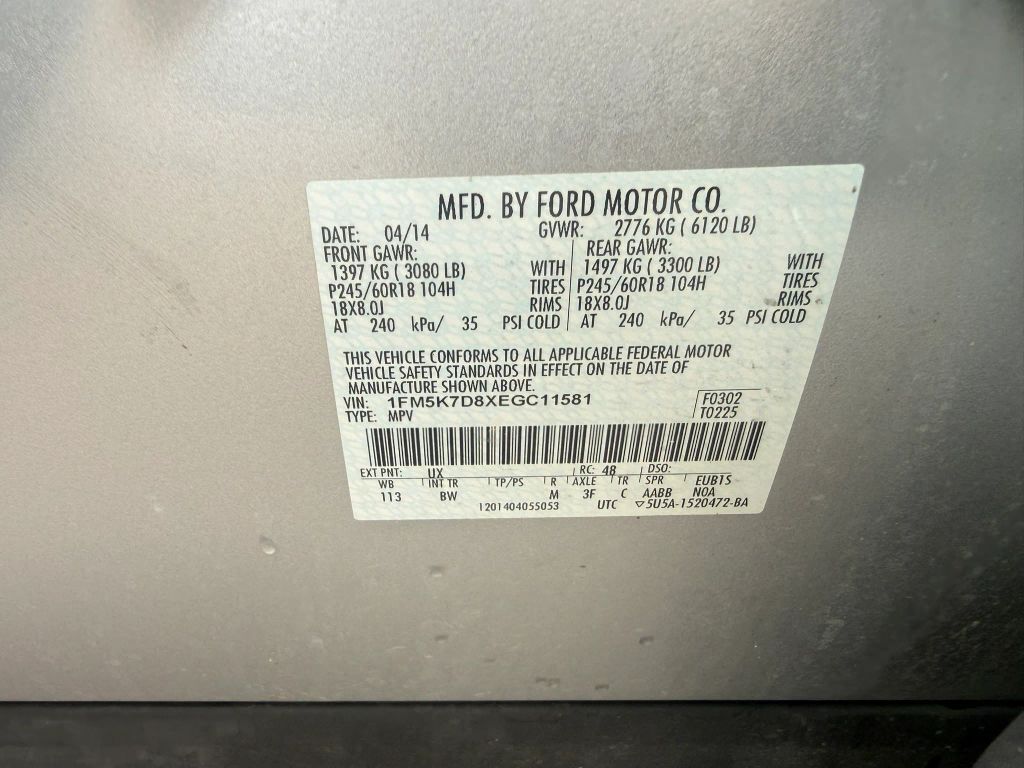 MFD. BY FORD MOTOR CO.
DATE: 04/14 GVWR: 2776 KG ( 6120 LB)
FRONT GAWR: REAR GAWR:
1397 KG ( 3080 LB) WITH 1497 KG ( 3300 LB) WITH
P245/60R18 104H TIRES P245/60R18 104H TIRES
18X8.0J RIMS 18X8.0J RIMS
AT 240 kPa/ 35 PSI COLD AT 240 kPa/ 35 PSI COLD
THIS VEHICLE CONFORMS TO ALL APPLICABLE FEDERAL MOTOR
VEHICLE SAFETY STANDARDS IN EFFECT ON THE DATE OF
MANUFACTURE SHOWN ABOVE.
VIN: 1FM5K7D8XEGC11581 F0302
TYPE: MPV T0225
EXT PNT: UX RC: 48 DSO:
WB INT TR TP/PS R AXLE TR SPR EUB1S
113 BW M 3F C AABB N0A
1201404055053 UTC ▽5U5A-1520472-BA